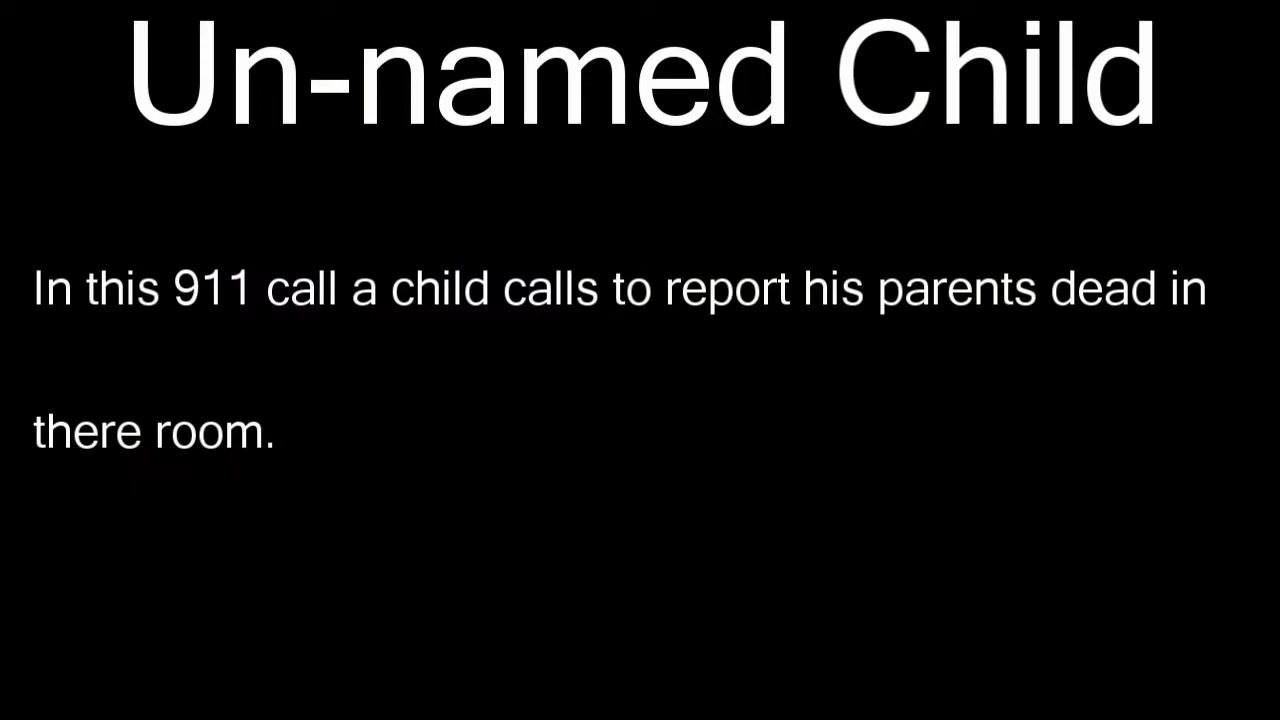 Un-named Child
In this 911 call a child calls to report his parents dead in
there room.